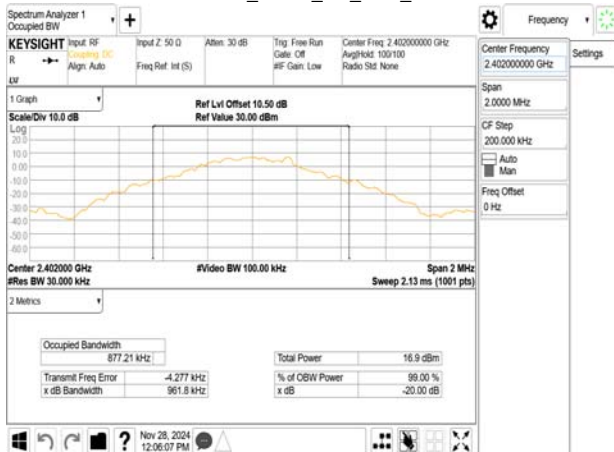 Spectrum Analyzer 1
Occupied BW
KEYSIGHT
R
Input: RF
Coupling: DC
Align: Auto
Input Z: 50 Ω
Freq Ref: Int (S)
Atten: 30 dB
Trig: Free Run
Gate: Off
#IF Gain: Low
Center Freq: 2.402000000 GHz
Avg|Hold: 100/100
Radio Std: None
1 Graph
Scale/Div 10.0 dB
Ref Lvl Offset 10.50 dB
Ref Value 30.00 dBm
Log
20.0
10.0
0.00
-10.0
-20.0
-30.0
-40.0
-50.0
-60.0
Center 2.402000 GHz
#Res BW 30.000 kHz
#Video BW 100.00 kHz
Span 2 MHz
Sweep 2.13 ms (1001 pts)
2 Metrics
Occupied Bandwidth
877.21 kHz
Transmit Freq Error -4.277 kHz
x dB Bandwidth 961.8 kHz
Total Power 16.9 dBm
% of OBW Power 99.00 %
x dB -20.00 dB
?
Nov 28, 2024
12:06:07 PM
Frequency
Center Frequency
2.402000000 GHz
Span
2.0000 MHz
CF Step
200.000 kHz
Auto
Man
Freq Offset
0 Hz
Settings